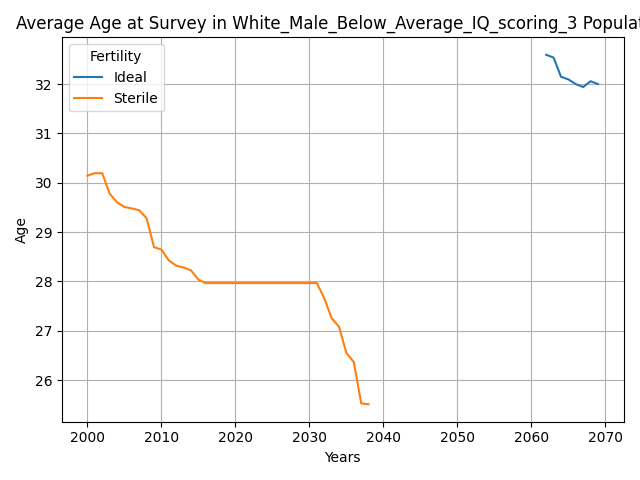 Average Age at Survey in White_Male_Below_Average_IQ_scoring_3 Populat
Fertility
Ideal
Sterile
32
31
30
29
28
27
26
Age
2000 2010 2020 2030 2040 2050 2060 2070
Years